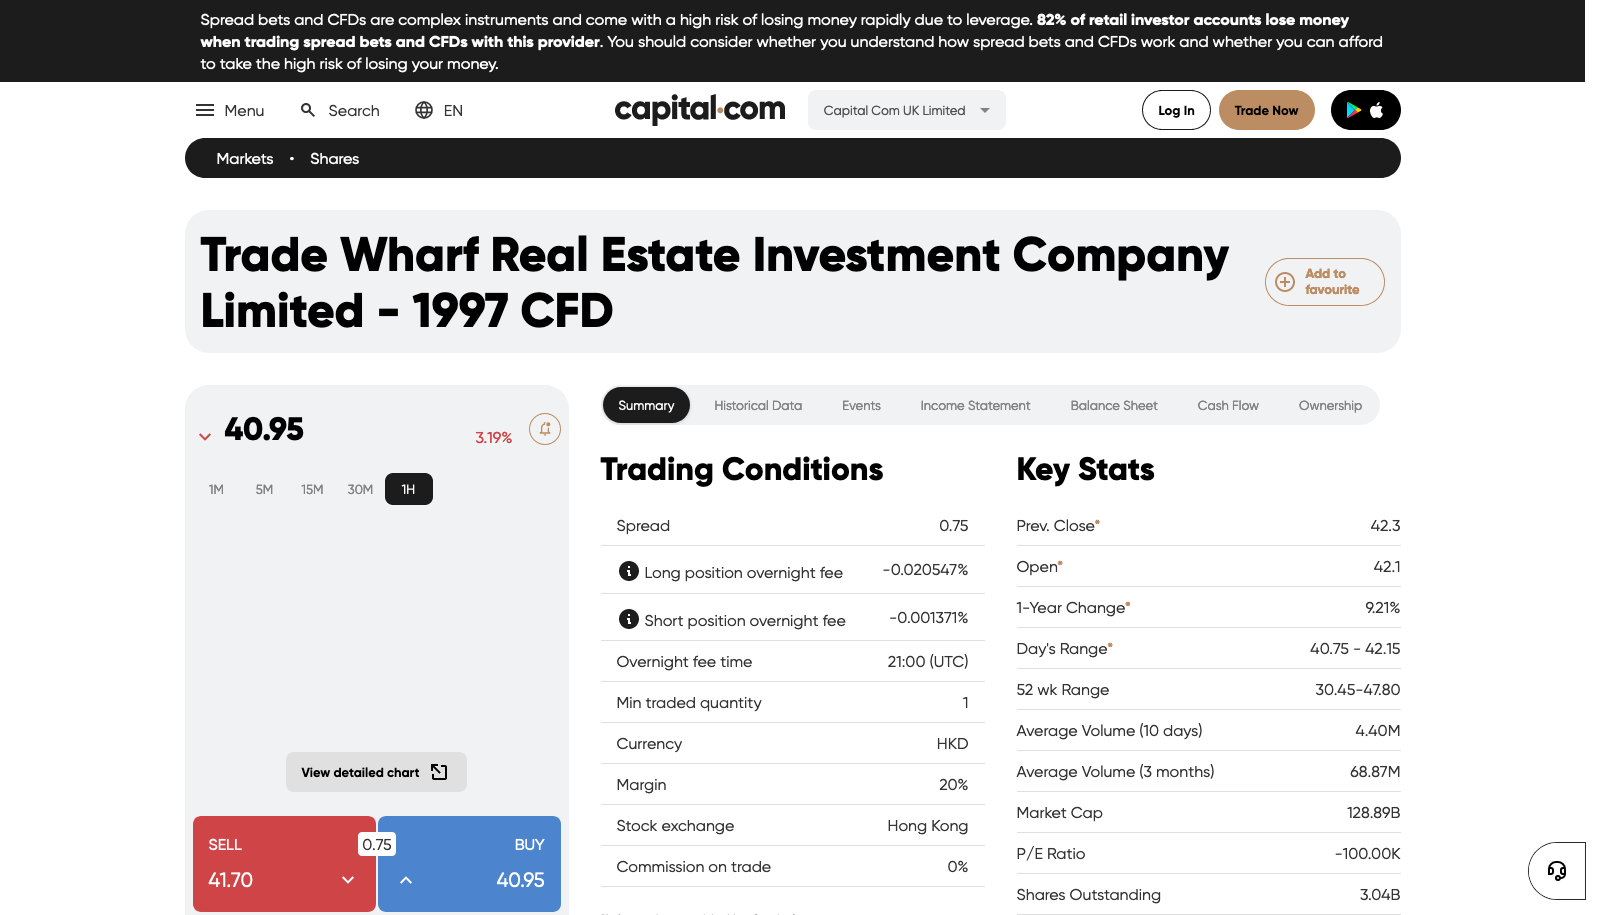 Spread bets and CFDs are complex instruments and come with a high risk of losing money rapidly due to leverage. 82% of retail investor accounts lose money
when trading spread bets and CFDs with this provider. You should consider whether you understand how spread bets and CFDs work and whether you can afford
to take the high risk of losing your money.
Menu Search EN capital.com Capital Com UK Limited Log In Trade Now
Markets • Shares
Trade Wharf Real Estate Investment Company
Limited - 1997 CFD
Add to
favourite
40.95 3.19%
1M 5M 15M 30M 1H
View detailed chart
SELL 0.75 BUY
41.70 40.95
Summary Historical Data Events Income Statement Balance Sheet Cash Flow Ownership
Trading Conditions
Spread 0.75
Long position overnight fee -0.020547%
Short position overnight fee -0.001371%
Overnight fee time 21:00 (UTC)
Min traded quantity 1
Currency HKD
Margin 20%
Stock exchange Hong Kong
Commission on trade 0%
Key Stats
Prev. Close* 42.3
Open* 42.1
1-Year Change* 9.21%
Day's Range* 40.75 - 42.15
52 wk Range 30.45-47.80
Average Volume (10 days) 4.40M
Average Volume (3 months) 68.87M
Market Cap 128.89B
P/E Ratio -100.00K
Shares Outstanding 3.04B